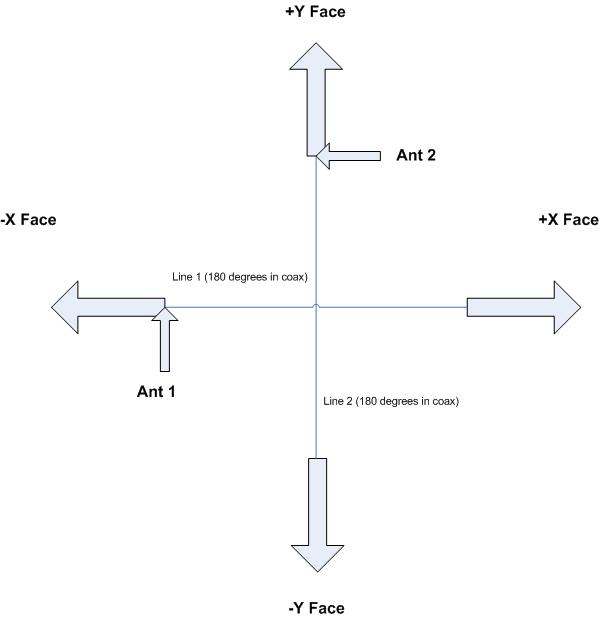 +Y Face
Ant 2
-X Face
+X Face
Line 1 (180 degrees in coax)
Ant 1
Line 2 (180 degrees in coax)
-Y Face